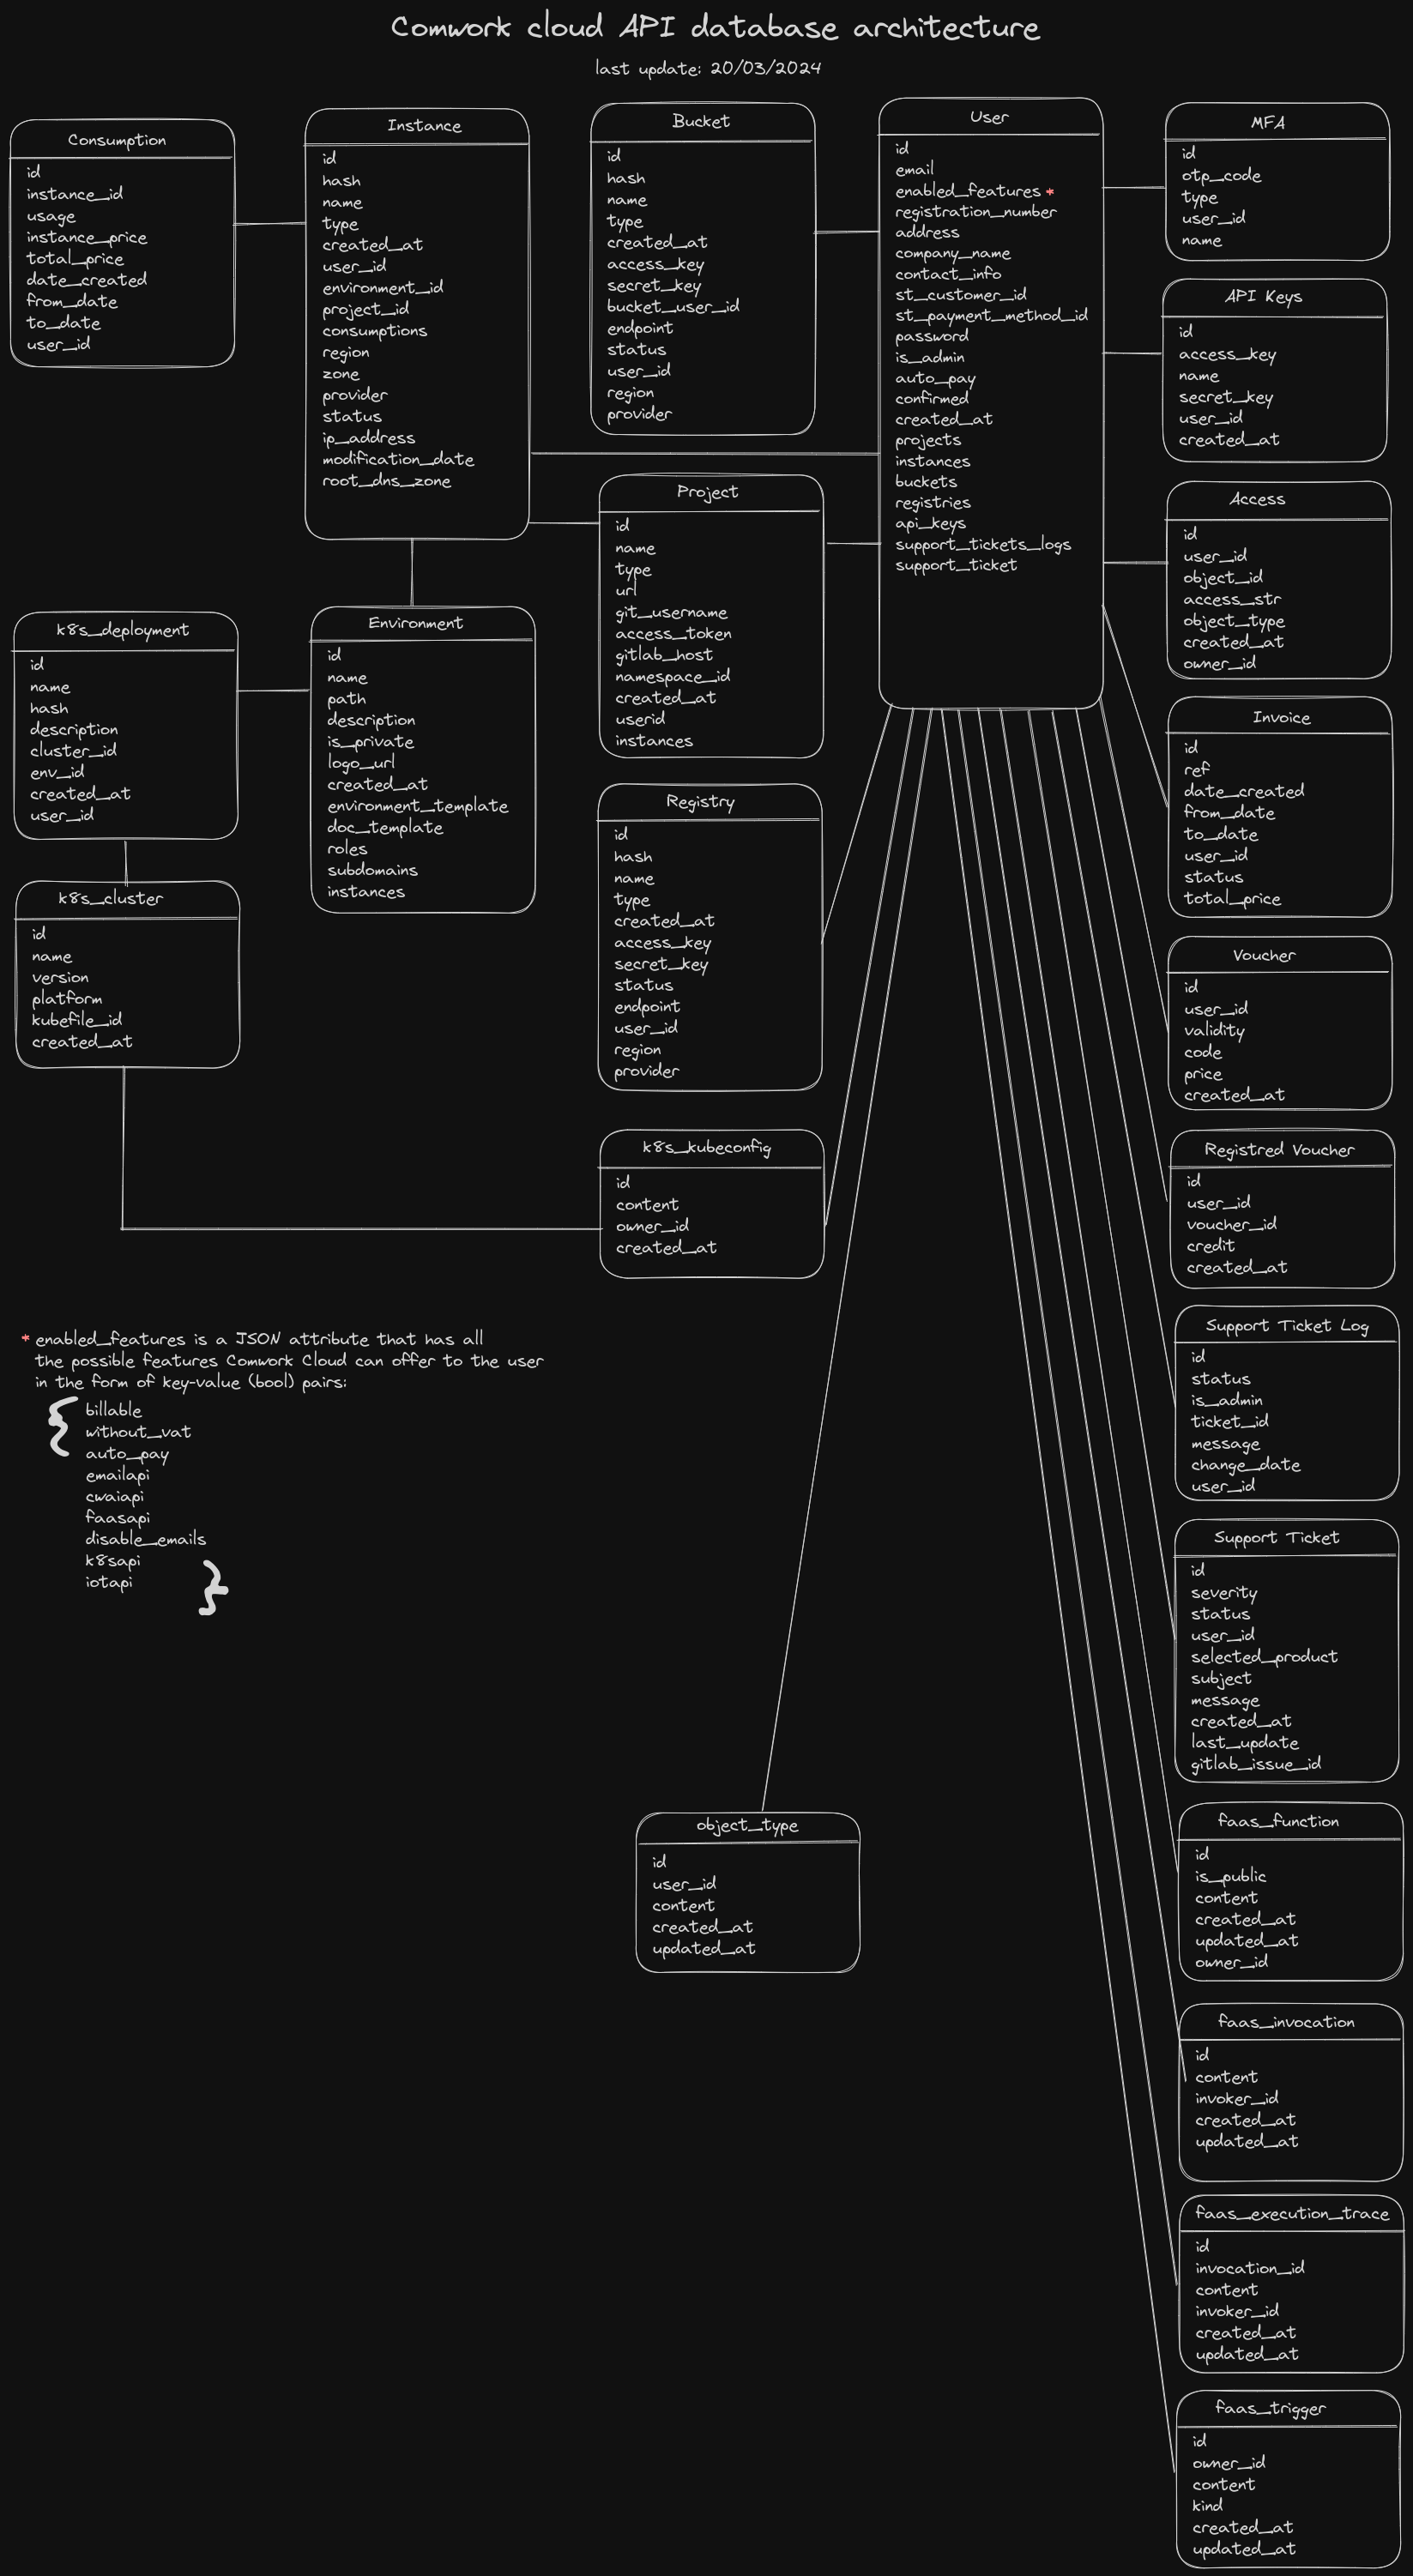 Comwork cloud API database architecture
last update: 20/03/2024
Consumption
id
instance_id
usage
instance_price
total_price
date_created
from_date
to_date
user_id
Instance
id
hash
name
type
created_at
user_id
environment_id
project_id
consumptions
region
zone
provider
status
ip_address
modification_date
root_dns_zone
Bucket
id
hash
name
type
created_at
access_key
secret_key
bucket_user_id
endpoint
status
user_id
region
provider
User
id
email
enabled_features *
registration_number
address
company_name
contact_info
st_customer_id
st_payment_method_id
password
is_admin
auto_pay
confirmed
created_at
projects
instances
buckets
registries
api_keys
support_tickets_logs
support_ticket
MFA
id
otp_code
type
user_id
name
API Keys
id
access_key
name
secret_key
user_id
created_at
Access
id
user_id
object_id
access_str
object_type
created_at
owner_id
Project
id
name
type
url
git_username
access_token
gitlab_host
namespace_id
created_at
userid
instances
k8s_deployment
id
name
hash
description
cluster_id
env_id
created_at
user_id
Environment
id
name
path
description
is_private
logo_url
created_at
environment_template
doc_template
roles
subdomains
instances
Invoice
id
ref
date_created
from_date
to_date
user_id
status
total_price
Registry
id
hash
name
type
created_at
access_key
secret_key
status
endpoint
user_id
region
provider
k8s_cluster
id
name
version
platform
kubefile_id
created_at
Voucher
id
user_id
validity
code
price
created_at
k8s_kubeconfig
id
content
owner_id
created_at
Registred Voucher
id
user_id
voucher_id
credit
created_at
* enabled_features is a JSON attribute that has all
the possible features Comwork Cloud can offer to the user
in the form of key-value (bool) pairs:
{
billable
without_vat
auto_pay
emailapi
cwaiapi
faasapi
disable_emails
k8sapi
iotapi
}
Support Ticket Log
id
status
is_admin
ticket_id
message
change_date
user_id
Support Ticket
id
severity
status
user_id
selected_product
subject
message
created_at
last_update
gitlab_issue_id
object_type
id
user_id
content
created_at
updated_at
faas_function
id
is_public
content
created_at
updated_at
owner_id
faas_invocation
id
content
invoker_id
created_at
updated_at
faas_execution_trace
id
invocation_id
content
invoker_id
created_at
updated_at
faas_trigger
id
owner_id
content
kind
created_at
updated_at